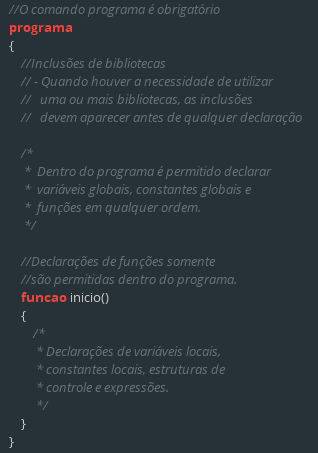 //O comando programa é obrigatório
programa
{
//Inclusões de bibliotecas
// - Quando houver a necessidade de utilizar
// uma ou mais bibliotecas, as inclusões
// devem aparecer antes de qualquer declaração
/*
* Dentro do programa é permitido declarar
* variáveis globais, constantes globais e
* funções em qualquer ordem.
*/
//Declarações de funções somente
//são permitidas dentro do programa.
funcao inicio()
{
/*
* Declarações de variáveis locais,
* constantes locais, estruturas de
* controle e expressões.
*/
}
}